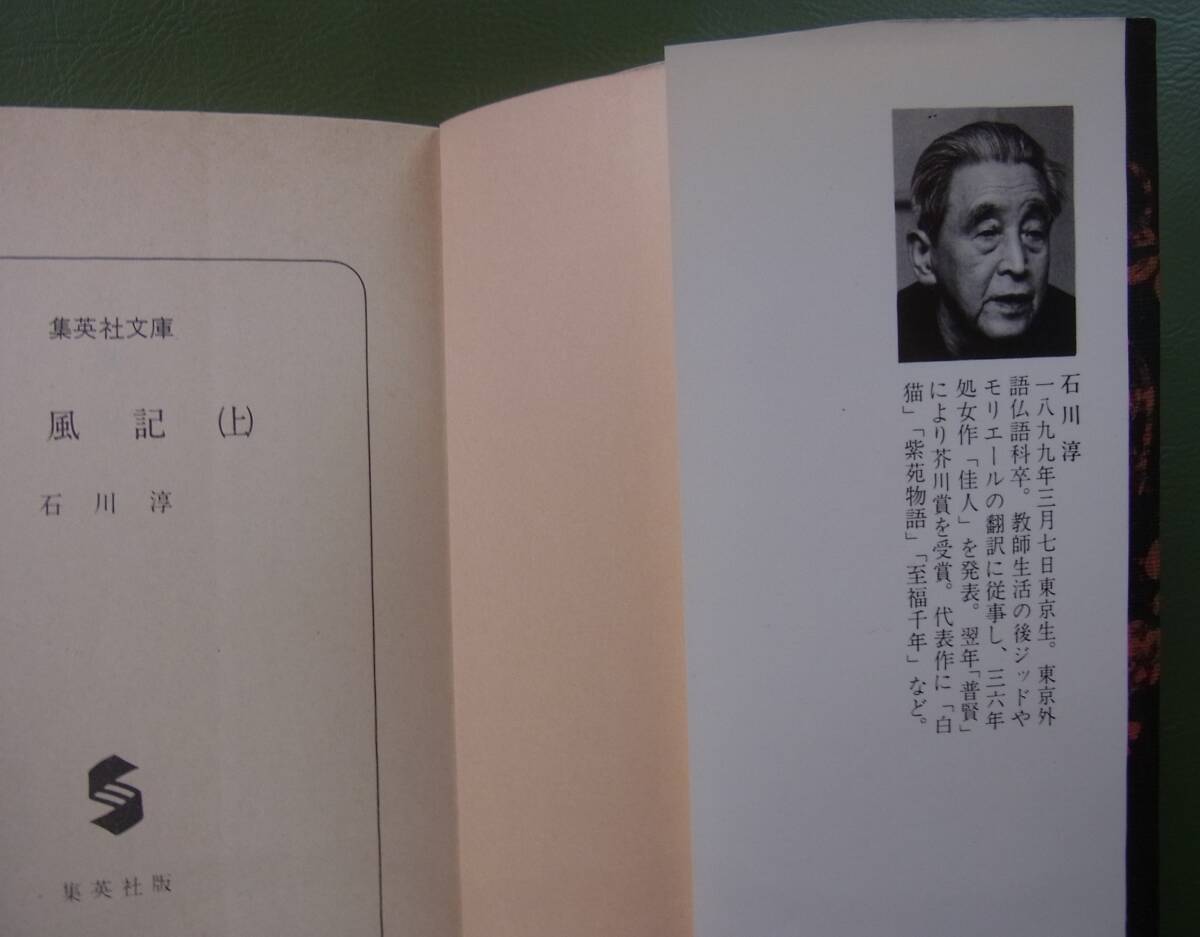 集英社文庫
風記(上)
石川淳
集英社版
石川淳
一八九九年三月七日東京生。東京外
語仏語科卒。教師生活の後ジッドや
モリエールの翻訳に従事し、三六年
処女作「佳人」を発表。翌年「普賢」
により芥川賞を受賞。代表作に「白
猫」「紫苑物語」「至福千年」など。